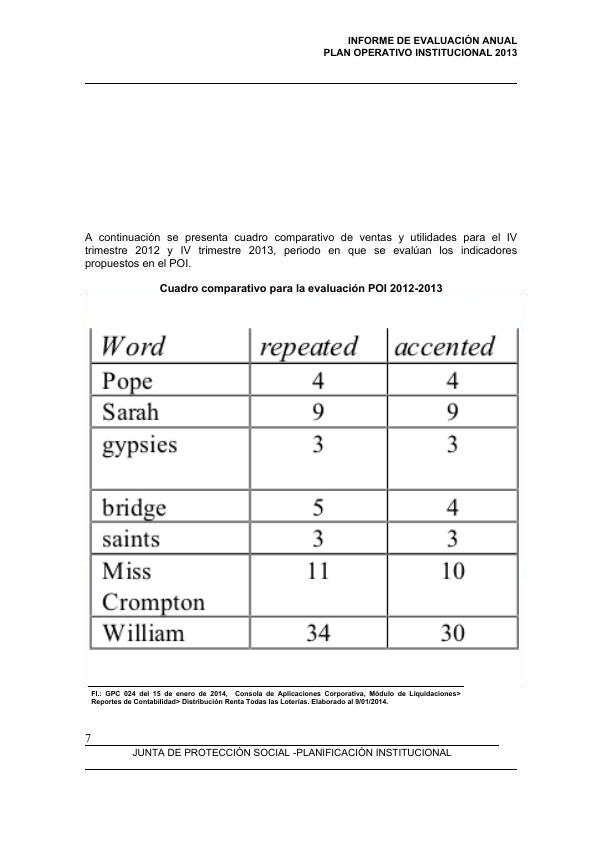 INFORME DE EVALUACIÓN ANUAL
PLAN OPERATIVO INSTITUCIONAL 2013
A continuación se presenta cuadro comparativo de ventas y utilidades para el IV
trimestre 2012 y IV trimestre 2013, periodo en que se evalúan los indicadores
propuestos en el POI.
Cuadro comparativo para la evaluación POI 2012-2013
Word repeated accented
Pope 4 4
Sarah 9 9
gypsies 3 3
bridge 5 4
saints 3 3
Miss 11 10
Crompton
William 34 30
FI.: GPC 024 del 15 de enero de 2014, Consola de Aplicaciones Corporativa, Módulo de Liquidaciones>
Reportes de Contabilidad> Distribución Renta Todas las Loterías. Elaborado al 9/01/2014.
7
JUNTA DE PROTECCIÓN SOCIAL -PLANIFICACIÓN INSTITUCIONAL